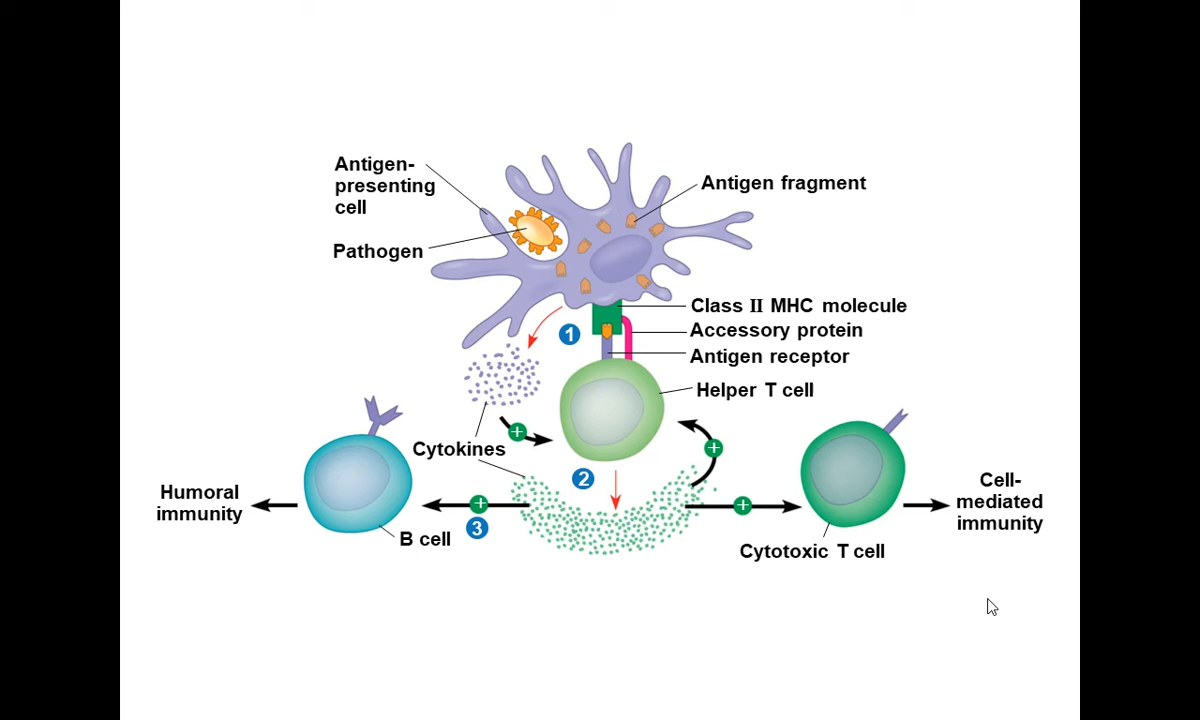 Antigen-
presenting
cell
Pathogen
Antigen fragment
Class II MHC molecule
Accessory protein
Antigen receptor
1
Helper T cell
Cytokines
+
+
2
Humoral
immunity
+
3
B cell
+
Cytotoxic T cell
Cell-
mediated
immunity